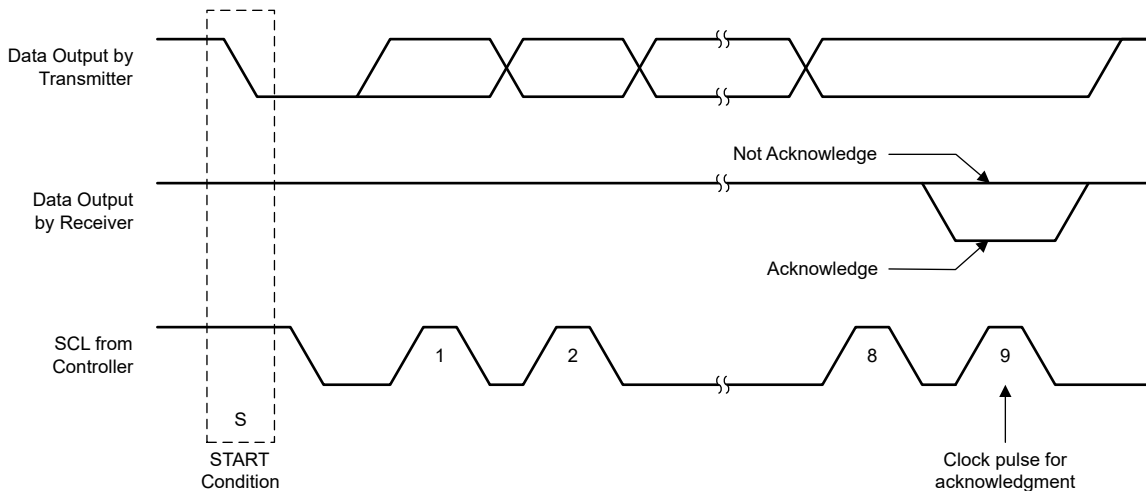 Data Output by
Transmitter
Not Acknowledge
Data Output
by Receiver
Acknowledge
SCL from
Controller
1
2
8
9
S
START
Condition
Clock pulse for
acknowledgment